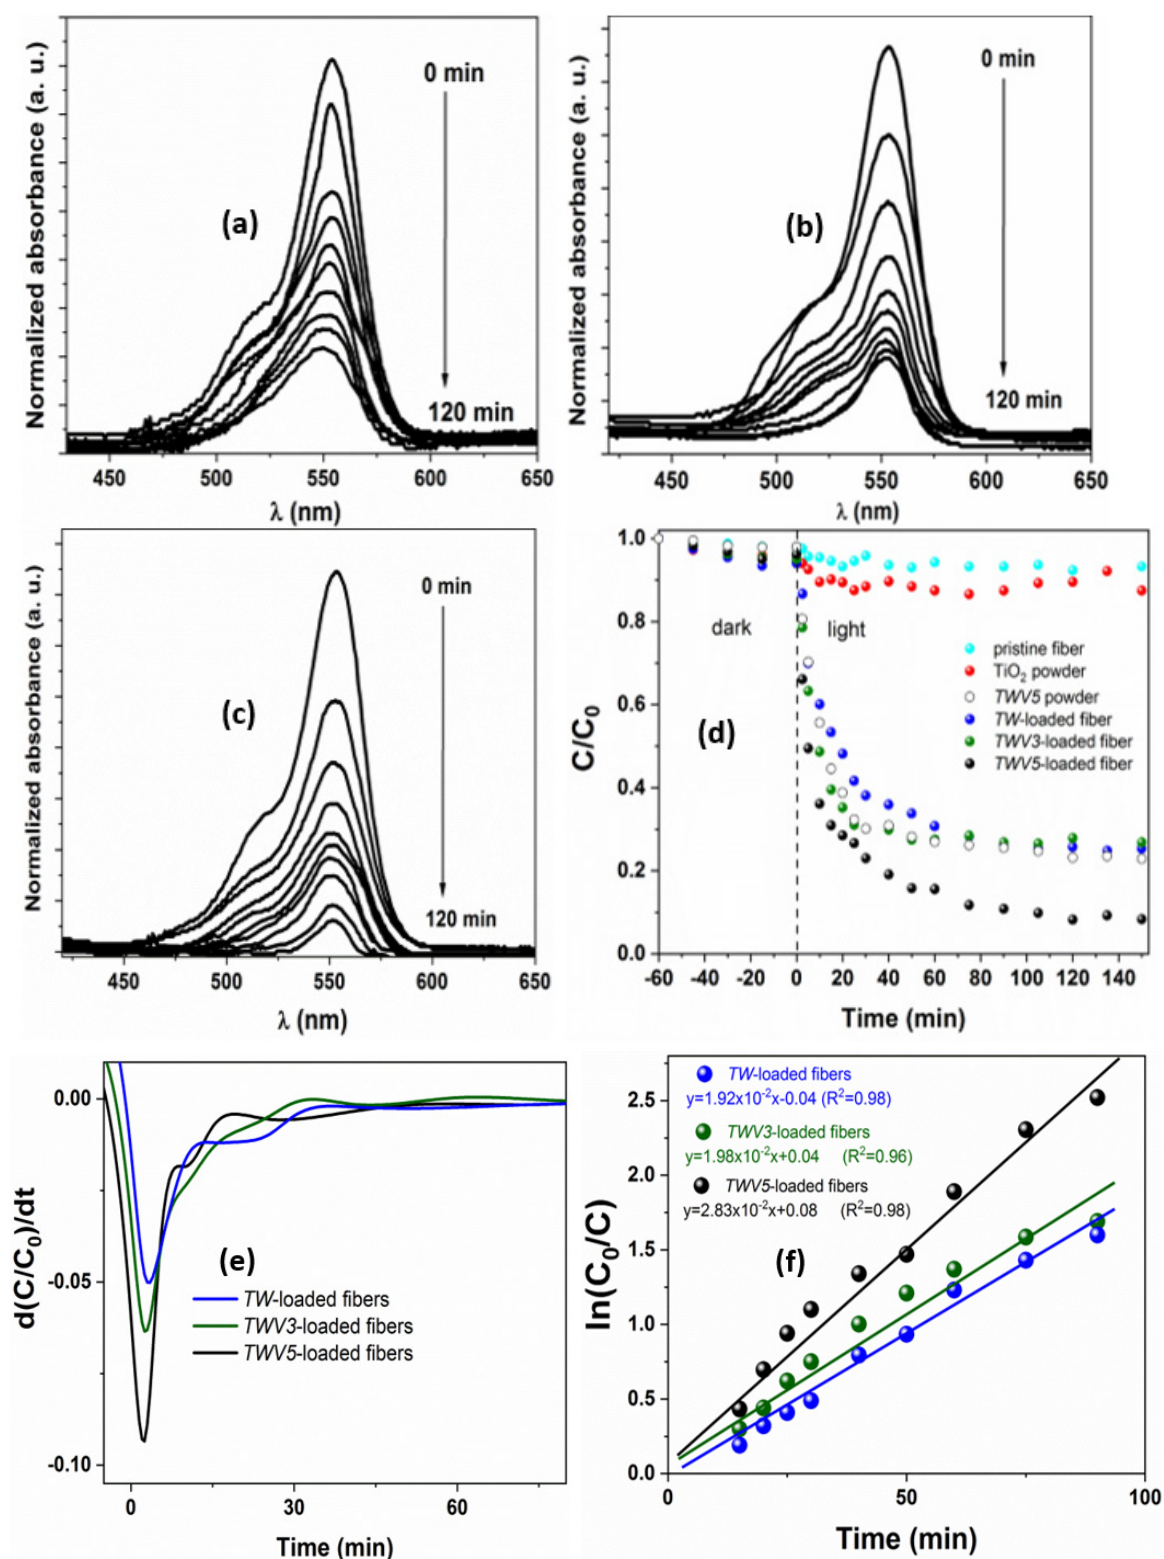 Normalized absorbance (a. u.)
(a)
0 min
120 min
450 500 550 600 650
λ (nm)
Normalized absorbance (a. u.)
(b)
0 min
120 min
450 500 550 600 650
λ (nm)
Normalized absorbance (a. u.)
(c)
0 min
120 min
450 500 550 600 650
λ (nm)
C/C₀
1.0
0.8
0.6
0.4
0.2
0.0
dark
light
(d)
pristine fiber
TiO₂ powder
TWV5 powder
TW-loaded fiber
TWV3-loaded fiber
TWV5-loaded fiber
-60 -40 -20 0 20 40 60 80 100 120 140
Time (min)
d(C/C₀)/dt
0.00
-0.05
-0.10
(e)
TW-loaded fibers
TWV3-loaded fibers
TWV5-loaded fibers
0 30 60
Time (min)
ln(C₀/C)
2.5
2.0
1.5
1.0
0.5
0.0
TW-loaded fibers
y=1.92x10⁻²x-0.04 (R²=0.98)
TWV3-loaded fibers
y=1.98x10⁻²x+0.04 (R²=0.96)
TWV5-loaded fibers
y=2.83x10⁻²x+0.08 (R²=0.98)
(f)
0 50 100
Time (min)